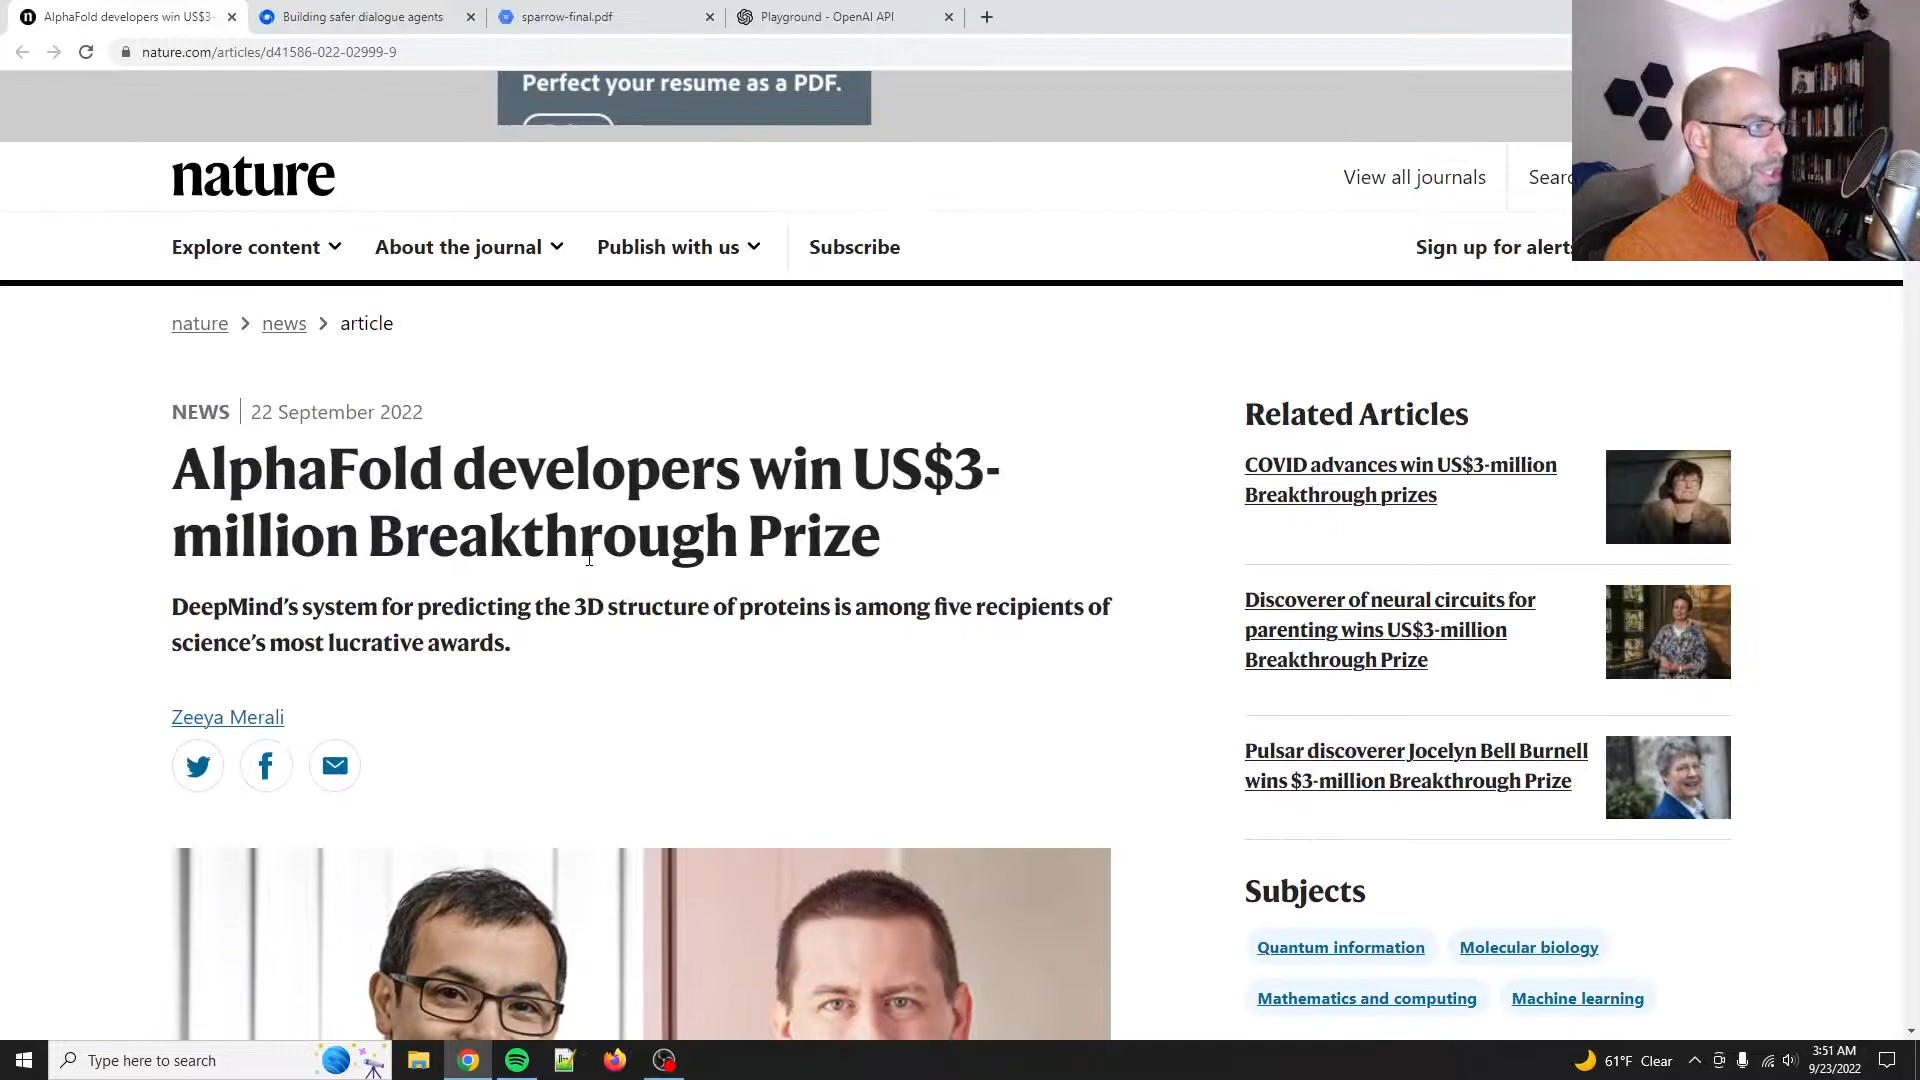 AlphaFold developers win US$3-
Building safer dialogue agents
sparrow-final.pdf
Playground - OpenAI API
nature.com/articles/d41586-022-02999-9
Perfect your resume as a PDF.
nature
View all journals
Explore content
About the journal
Publish with us
Subscribe
nature > news > article
NEWS | 22 September 2022
AlphaFold developers win US$3-
million Breakthrough Prize
DeepMind's system for predicting the 3D structure of proteins is among five recipients of
science's most lucrative awards.
Zeeya Merali
Related Articles
COVID advances win US$3-million
Breakthrough prizes
Discoverer of neural circuits for
parenting wins US$3-million
Breakthrough Prize
Pulsar discoverer Jocelyn Bell Burnell
wins $3-million Breakthrough Prize
Subjects
Quantum information
Molecular biology
Mathematics and computing
Machine learning
Type here to search
61°F Clear
3:51 AM
9/23/2022